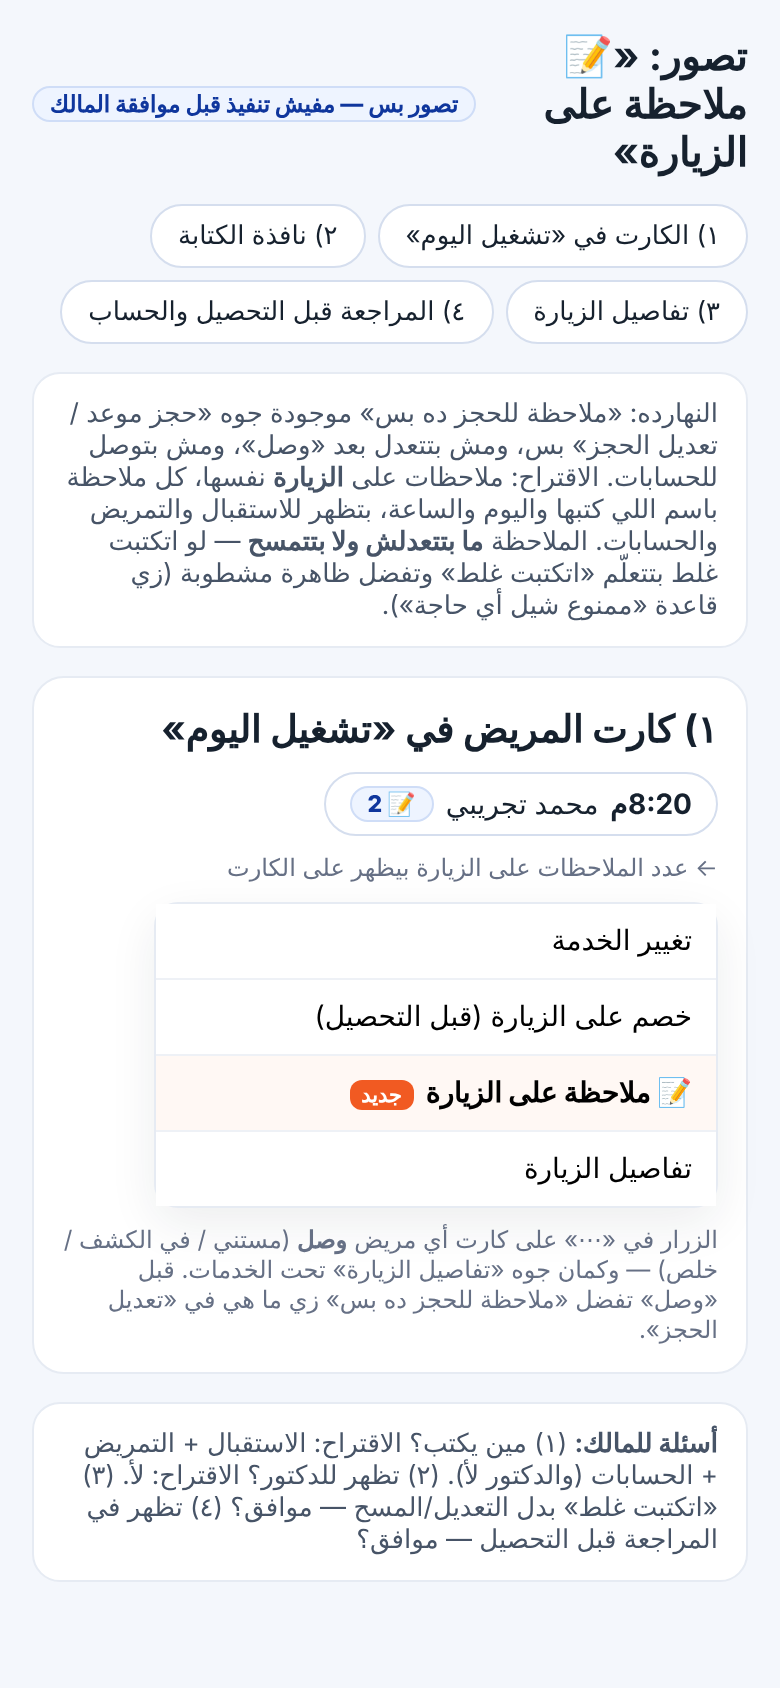 تصور: «📝
ملاحظة على
الزيارة»
تصور بس — مفيش تنفيذ قبل موافقة المالك
١) الكارت في «تشغيل اليوم»
٢) نافذة الكتابة
٣) تفاصيل الزيارة
٤) المراجعة قبل التحصيل والحساب
النهارده: «ملاحظة للحجز ده بس» موجودة جوه «حجز موعد /
تعديل الحجز» بس، ومش بتتعدل بعد «وصل»، ومش بتوصل
للحسابات. الاقتراح: ملاحظات على الزيارة نفسها، كل ملاحظة
باسم اللي كتبها واليوم والساعة، بتظهر للاستقبال والتمريض
والحسابات. الملاحظة ما بتتعدلش ولا بتتمسح — لو اتكتبت
غلط بتتعلّم «اتكتبت غلط» وتفضل ظاهرة مشطوبة (زي
قاعدة «ممنوع شيل أي حاجة»).
١) كارت المريض في «تشغيل اليوم»
8:20م محمد تجريبي 📝 2
← عدد الملاحظات على الزيارة بيظهر على الكارت
تغيير الخدمة
خصم على الزيارة (قبل التحصيل)
📝 ملاحظة على الزيارة جديد
تفاصيل الزيارة
الزرار في «⋯» على كارت أي مريض وصل (مستني / في الكشف /
خلص) — وكمان جوه «تفاصيل الزيارة» تحت الخدمات. قبل
«وصل» تفضل «ملاحظة للحجز ده بس» زي ما هي في «تعديل
الحجز».
أسئلة للمالك: (١) مين يكتب؟ الاقتراح: الاستقبال + التمريض
+ الحسابات (والدكتور لأ). (٢) تظهر للدكتور؟ الاقتراح: لأ. (٣)
«اتكتبت غلط» بدل التعديل/المسح — موافق؟ (٤) تظهر في
المراجعة قبل التحصيل — موافق؟